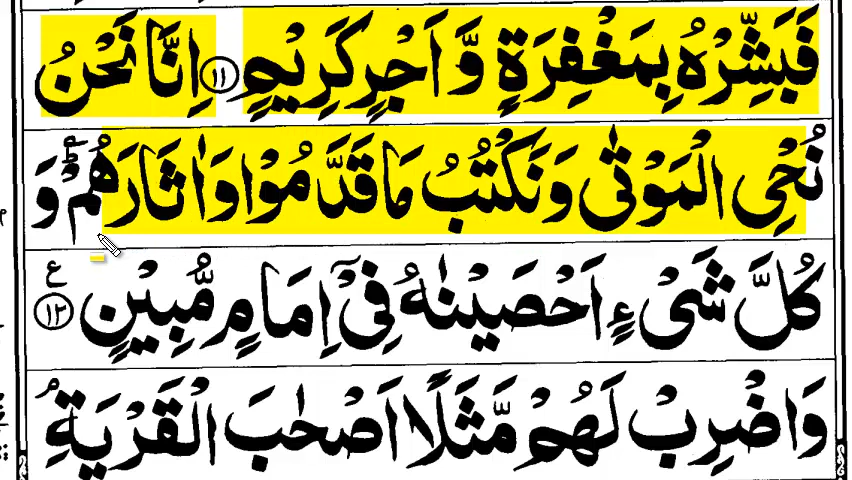 فَبَشِّرْهُ بِمَغْفِرَةٍ وَّاَجْرٍ كَرِيْمٍ ۝۱۱ اِنَّا نَحْنُ
نُحْيِ الْمَوْتٰى وَنَكْتُبُ مَا قَدَّمُوْا وَاٰثَارَهُمْ ؕ وَ
كُلَّ شَيْءٍ اَحْصَيْنٰهُ فِيْۤ اِمَامٍ مُّبِيْنٍ ۝۱۲ ع
وَاضْرِبْ لَهُمْ مَّثَلًا اَصْحٰبَ الْقَرْيَةِ ۘ